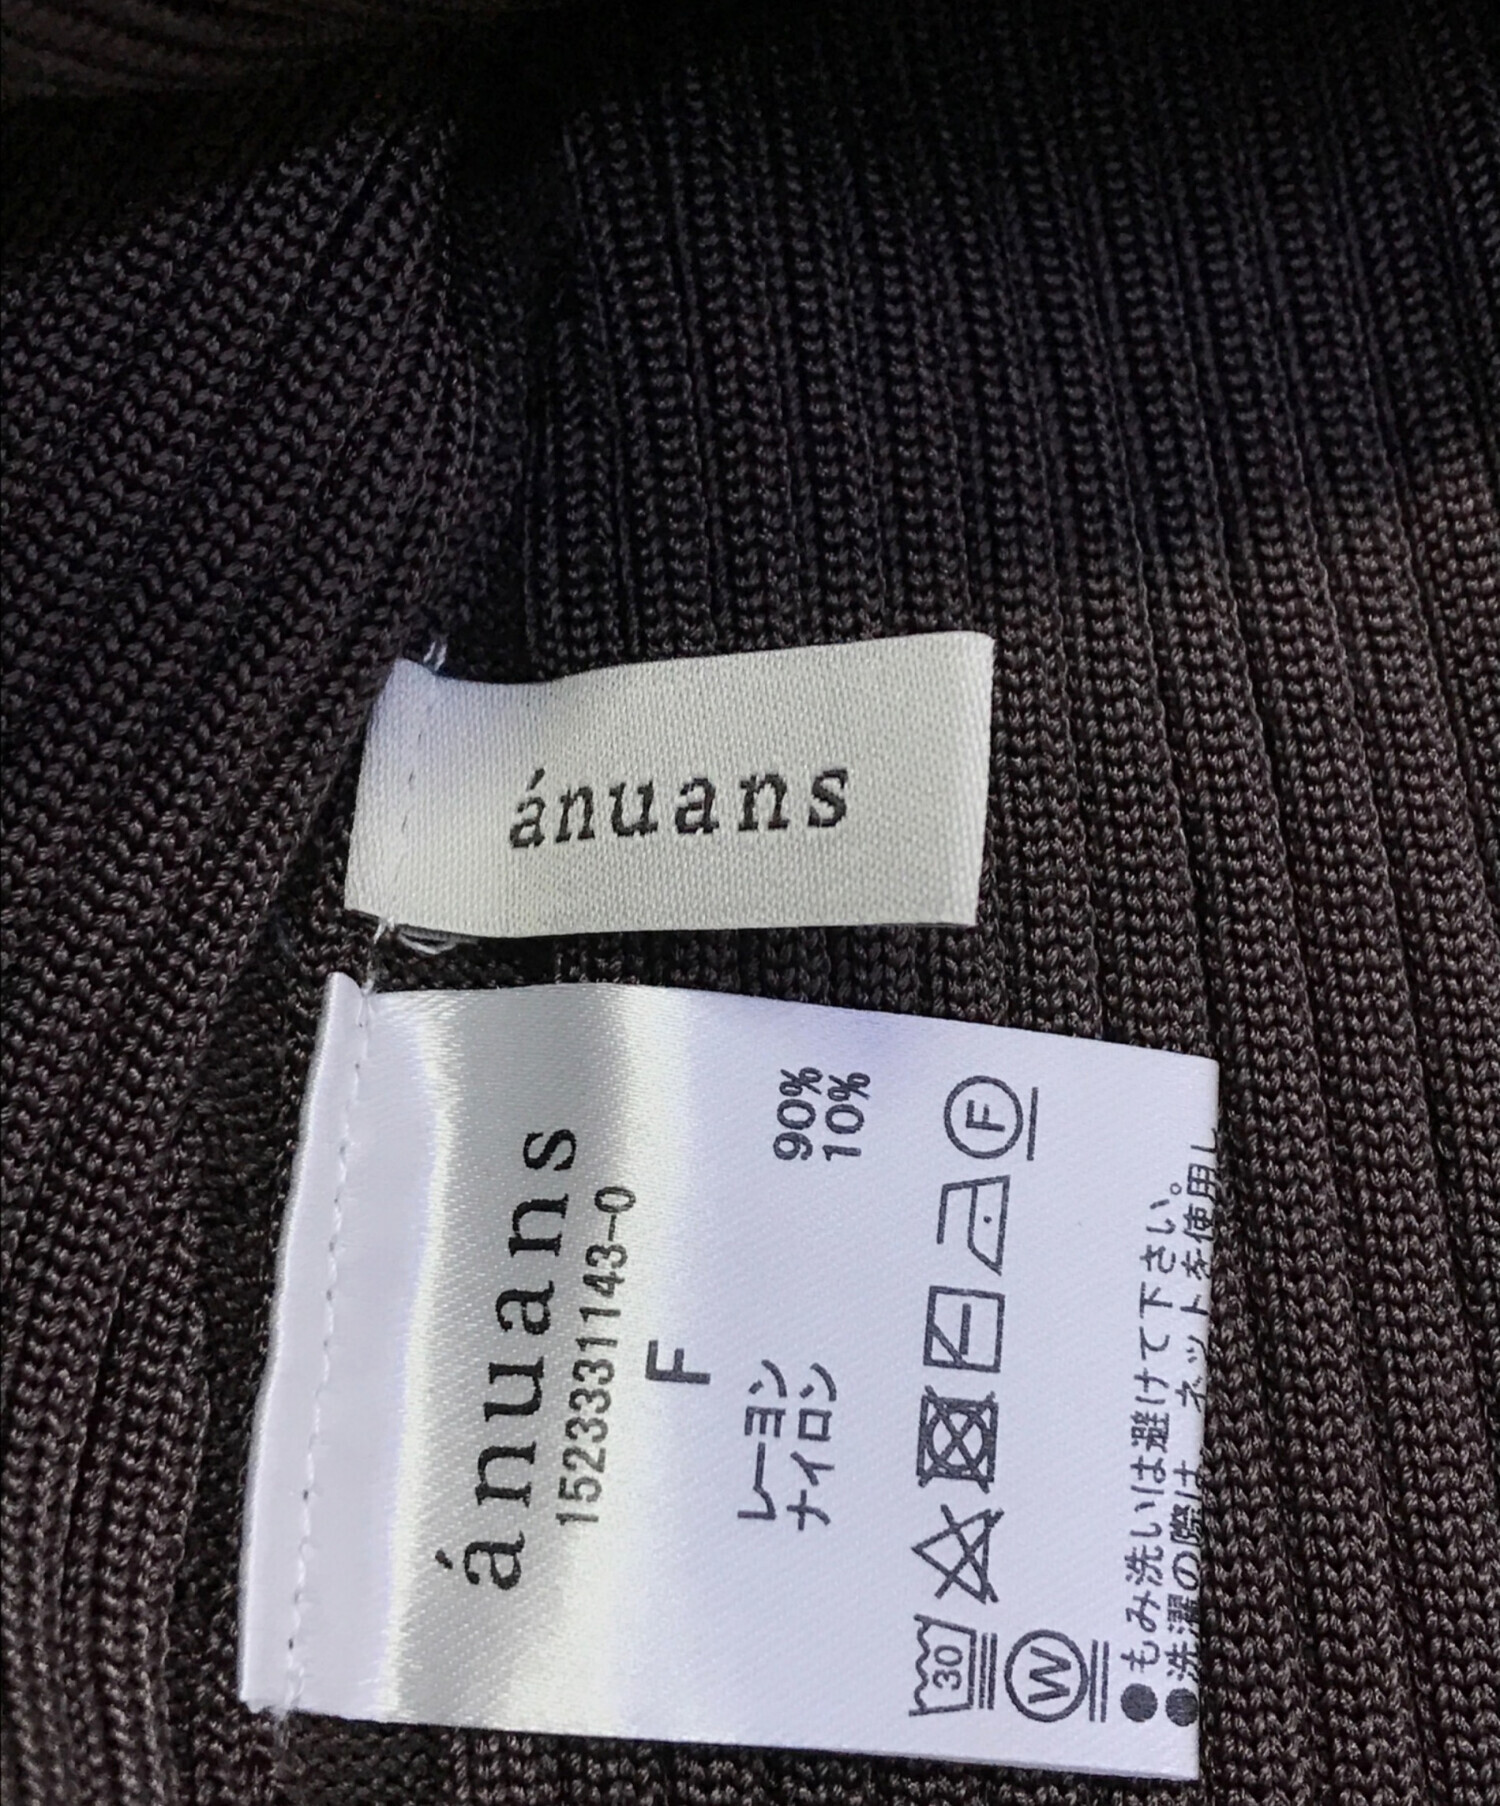 ánuans
ánuans
1523331143-0
F
レーヨン 90%
ナイロン 10%
30
F
W
●もみ洗いは避けて下さい。
●洗濯の際は ネットを使用し